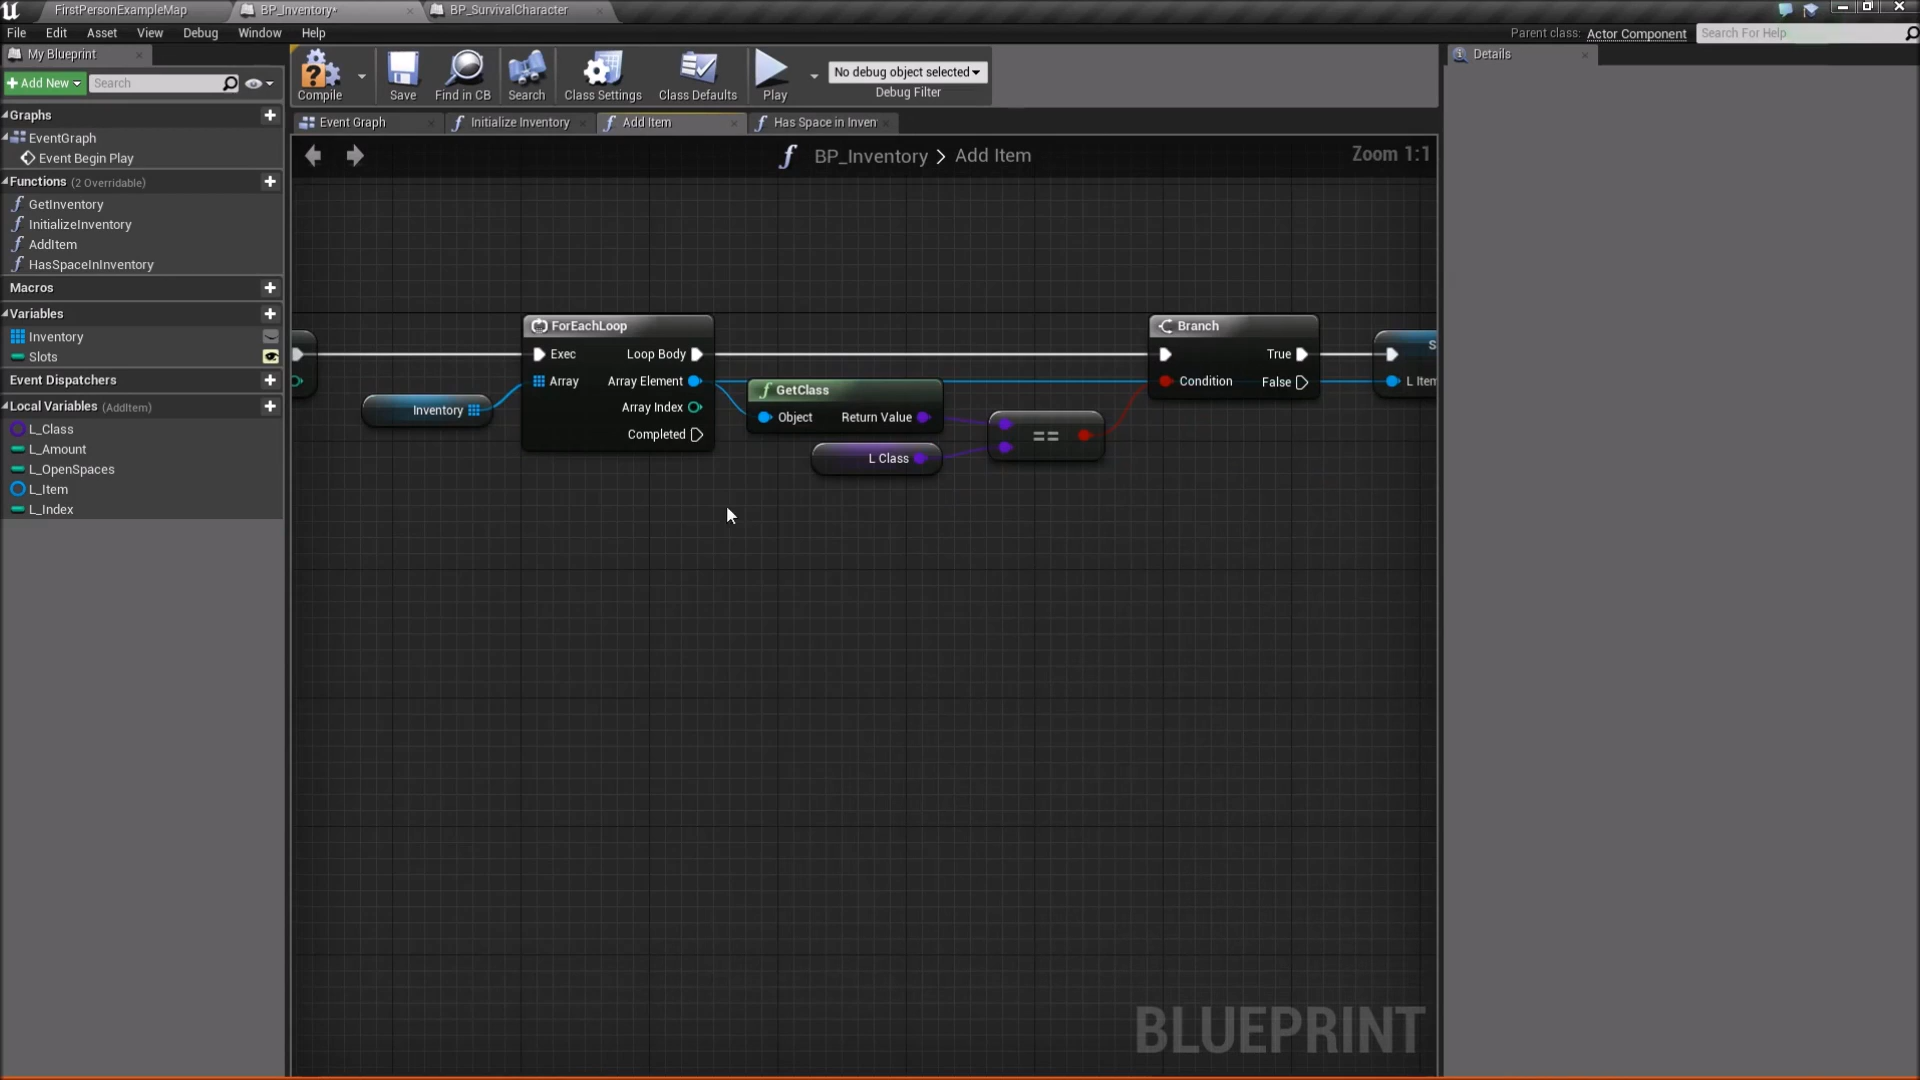 FirstPersonExampleMap
BP_Inventory*
BP_SurvivalCharacter
File Edit Asset View Debug Window Help
Parent class: Actor Component
Search For Help
My Blueprint
Details
Add New
Search
Compile
Save
Find in CB
Search
Class Settings
Class Defaults
Play
No debug object selected
Debug Filter
Graphs
EventGraph
Event Begin Play
Functions (2 Overridable)
GetInventory
InitializeInventory
AddItem
HasSpaceInInventory
Macros
Variables
Inventory
Slots
Event Dispatchers
Local Variables (AddItem)
L_Class
L_Amount
L_OpenSpaces
L_Item
L_Index
Event Graph
Initialize Inventory
Add Item
Has Space in Inven
BP_Inventory > Add Item
Zoom 1:1
Inventory
ForEachLoop
Exec
Loop Body
Array
Array Element
Array Index
Completed
GetClass
Object
Return Value
L Class
==
Branch
True
Condition
False
S
L Item
BLUEPRINT